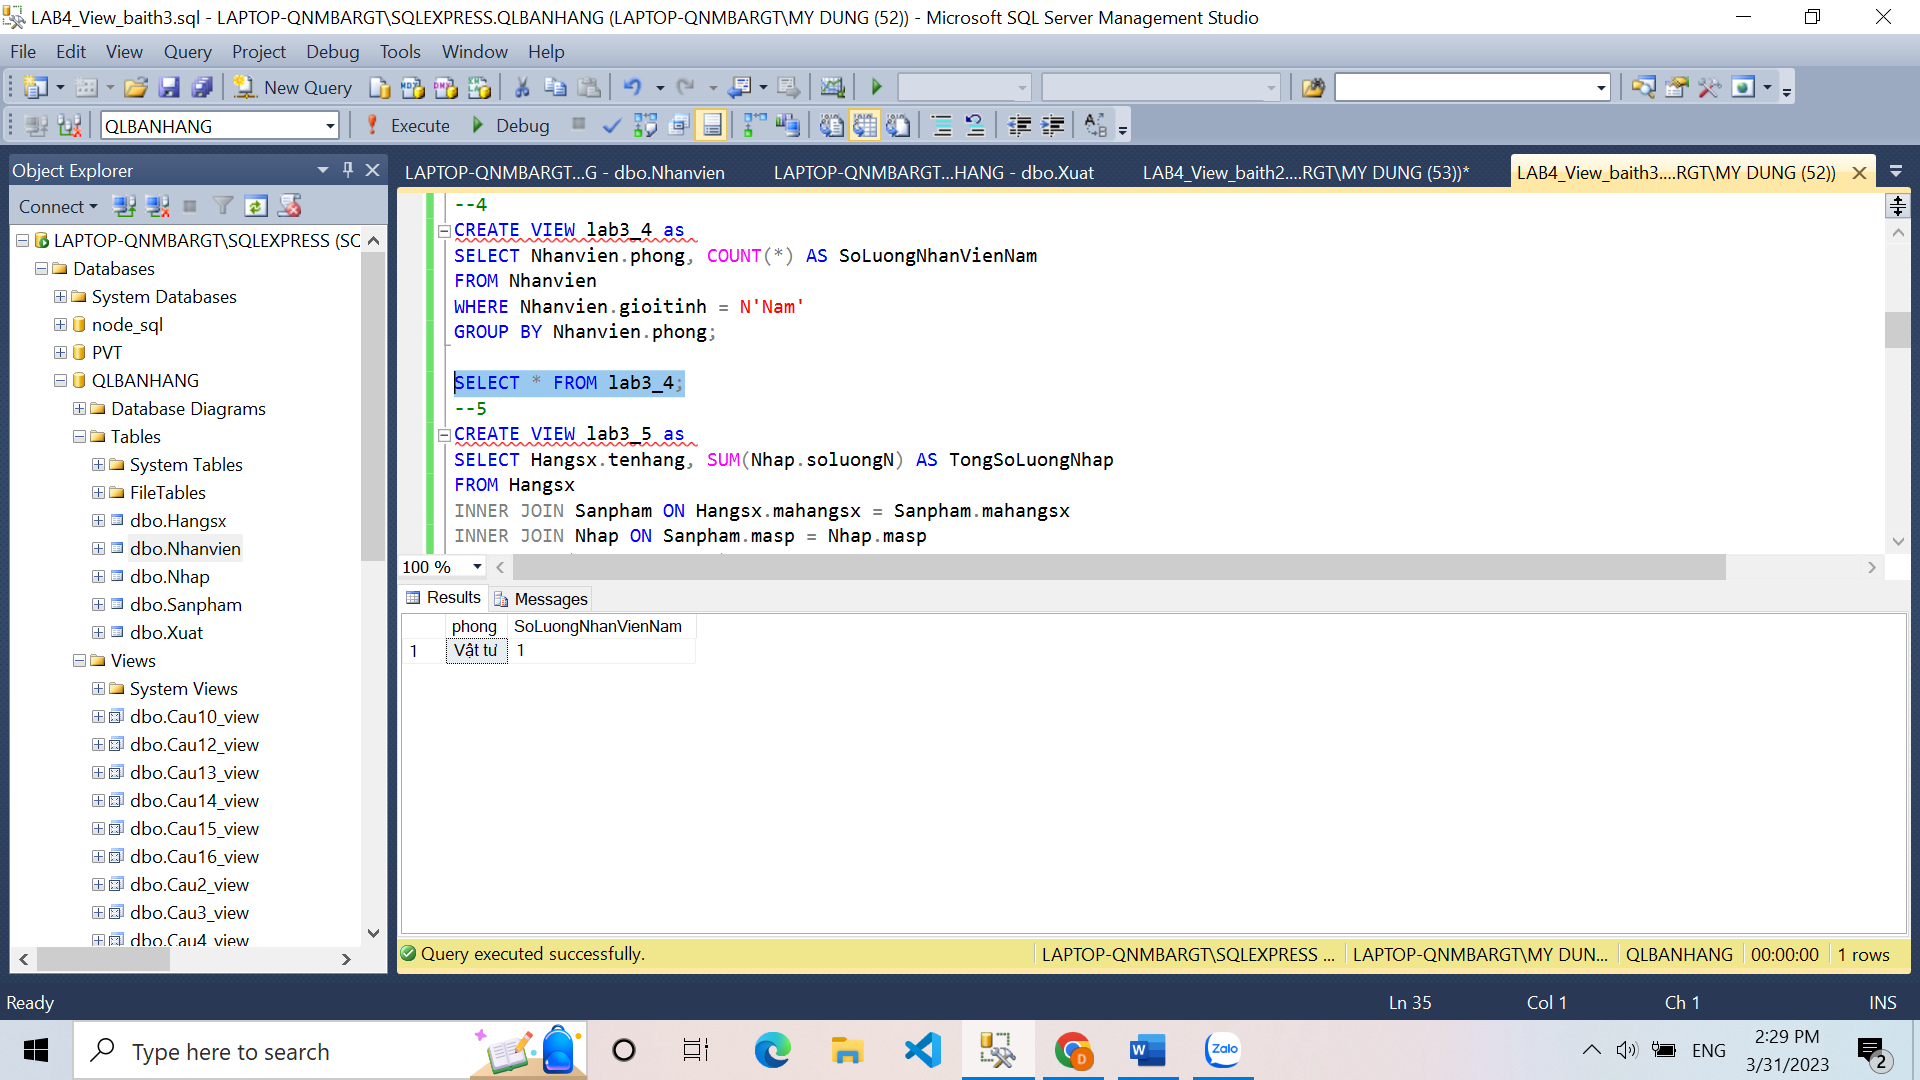 LAB4_View_baith3.sql - LAPTOP-QNMBARGT\SQLEXPRESS.QLBANHANG (LAPTOP-QNMBARGT\MY DUNG (52)) - Microsoft SQL Server Management Studio
File Edit View Query Project Debug Tools Window Help
New Query
QLBANHANG Execute Debug
Object Explorer
Connect
LAPTOP-QNMBARGT\SQLEXPRESS (SC
Databases
System Databases
node_sql
PVT
QLBANHANG
Database Diagrams
Tables
System Tables
FileTables
dbo.Hangsx
dbo.Nhanvien
dbo.Nhap
dbo.Sanpham
dbo.Xuat
Views
System Views
dbo.Cau10_view
dbo.Cau12_view
dbo.Cau13_view
dbo.Cau14_view
dbo.Cau15_view
dbo.Cau16_view
dbo.Cau2_view
dbo.Cau3_view
dbo.Cau4_view
LAPTOP-QNMBARGT...G - dbo.Nhanvien LAPTOP-QNMBARGT...HANG - dbo.Xuat LAB4_View_baith2....RGT\MY DUNG (53))* LAB4_View_baith3....RGT\MY DUNG (52))
--4
CREATE VIEW lab3_4 as
SELECT Nhanvien.phong, COUNT(*) AS SoLuongNhanVienNam
FROM Nhanvien
WHERE Nhanvien.gioitinh = N'Nam'
GROUP BY Nhanvien.phong;
SELECT * FROM lab3_4;
--5
CREATE VIEW lab3_5 as
SELECT Hangsx.tenhang, SUM(Nhap.soluongN) AS TongSoLuongNhap
FROM Hangsx
INNER JOIN Sanpham ON Hangsx.mahangsx = Sanpham.mahangsx
INNER JOIN Nhap ON Sanpham.masp = Nhap.masp
100 %
Results Messages
phong SoLuongNhanVienNam
1 Vật tư 1
Query executed successfully. LAPTOP-QNMBARGT\SQLEXPRESS ... LAPTOP-QNMBARGT\MY DUN... QLBANHANG 00:00:00 1 rows
Ready Ln 35 Col 1 Ch 1 INS
Type here to search
Zalo
ENG
2:29 PM
3/31/2023
2